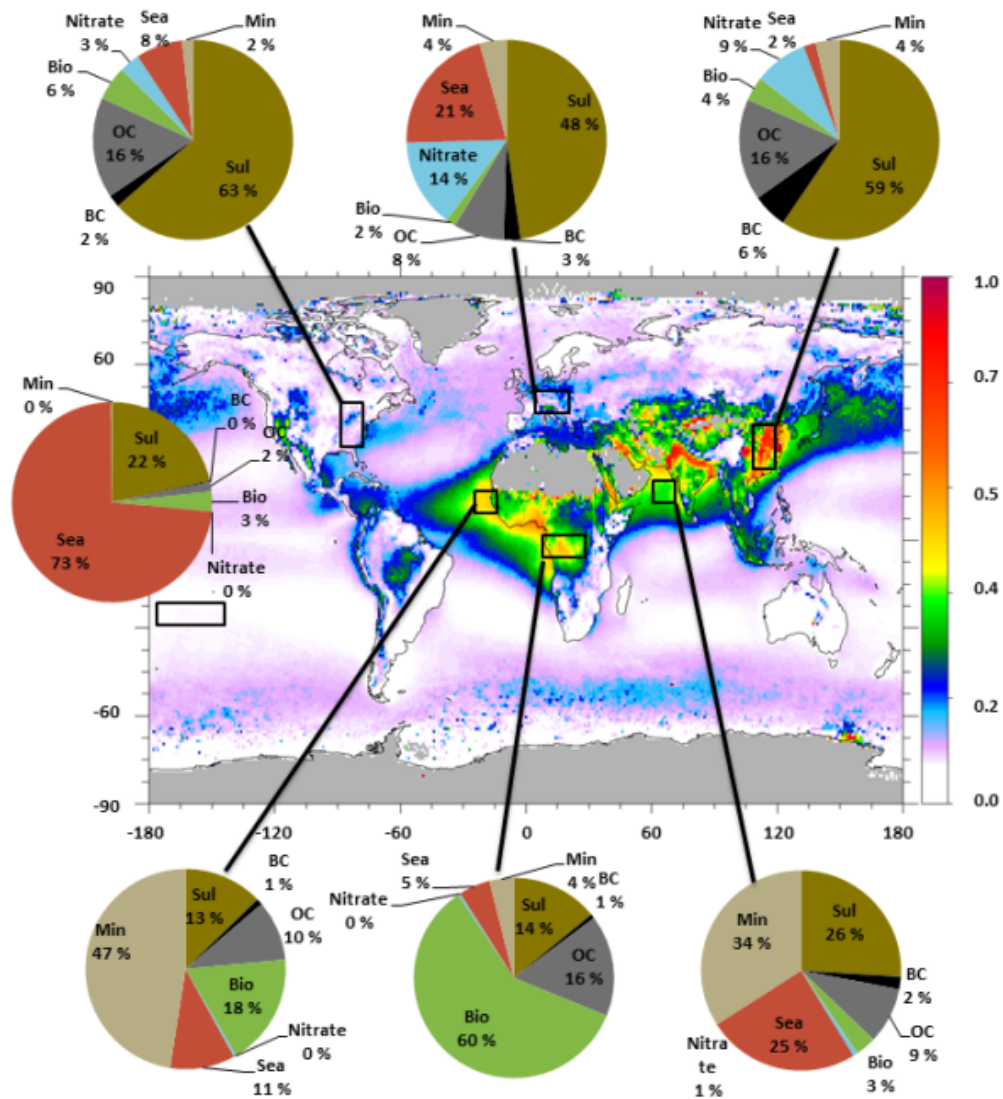 Nitrate
3 %
Sea
8 %
Min
2 %
Bio
6 %
OC
16 %
Sul
63 %
BC
2 %
Min
4 %
Sea
21 %
Sul
48 %
Nitrate
14 %
Bio
2 %
OC
8 %
BC
3 %
Nitrate
9 %
Sea
2 %
Min
4 %
Bio
4 %
OC
16 %
Sul
59 %
BC
6 %
Min
0 %
Sul
22 %
BC
0 %
OC
2 %
Bio
3 %
Sea
73 %
Nitrate
0 %
90
60
-60
-90
-180
-120
-60
0
60
120
180
1.0
0.7
0.5
0.4
0.3
0.2
0.0
Sul
13 %
BC
1 %
OC
10 %
Min
47 %
Bio
18 %
Nitrate
0 %
Sea
11 %
Sea
5 %
Min
4 %
BC
1 %
Nitrate
0 %
Sul
14 %
OC
16 %
Bio
60 %
Min
34 %
Sul
26 %
BC
2 %
OC
9 %
Sea
25 %
Nitra
te
1 %
Bio
3 %